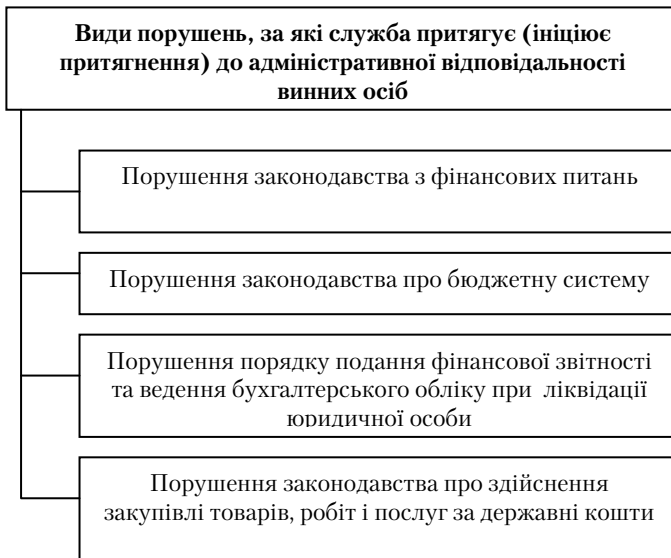 Види порушень, за які служба притягує (ініціює
притягнення) до адміністративної відповідальності
винних осіб
Порушення законодавства з фінансових питань
Порушення законодавства про бюджетну систему
Порушення порядку подання фінансової звітності
та ведення бухгалтерського обліку при ліквідації
юридичної особи
Порушення законодавства про здійснення
закупівлі товарів, робіт і послуг за державні кошти